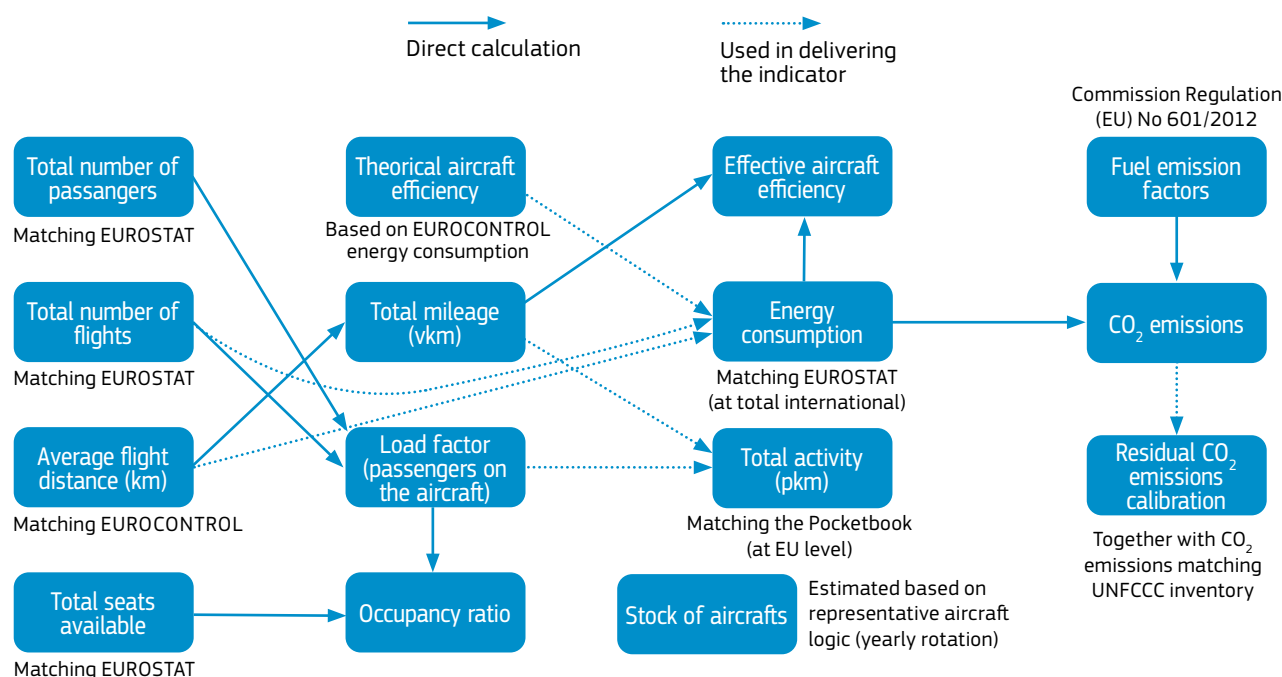 Direct calculation
Used in delivering
the indicator
Commission Regulation
(EU) No 601/2012
Total number of
passangers
Matching EUROSTAT
Theorical aircraft
efficiency
Based on EUROCONTROL
energy consumption
Effective aircraft
efficiency
Fuel emission
factors
Total number of
flights
Matching EUROSTAT
Total mileage
(vkm)
Energy
consumption
Matching EUROSTAT
(at total international)
CO₂ emissions
Average flight
distance (km)
Matching EUROCONTROL
Load factor
(passengers on
the aircraft)
Total activity
(pkm)
Matching the Pocketbook
(at EU level)
Residual CO₂
emissions
calibration
Together with CO₂
emissions matching
UNFCCC inventory
Total seats
available
Matching EUROSTAT
Occupancy ratio
Stock of aircrafts
Estimated based on
representative aircraft
logic (yearly rotation)